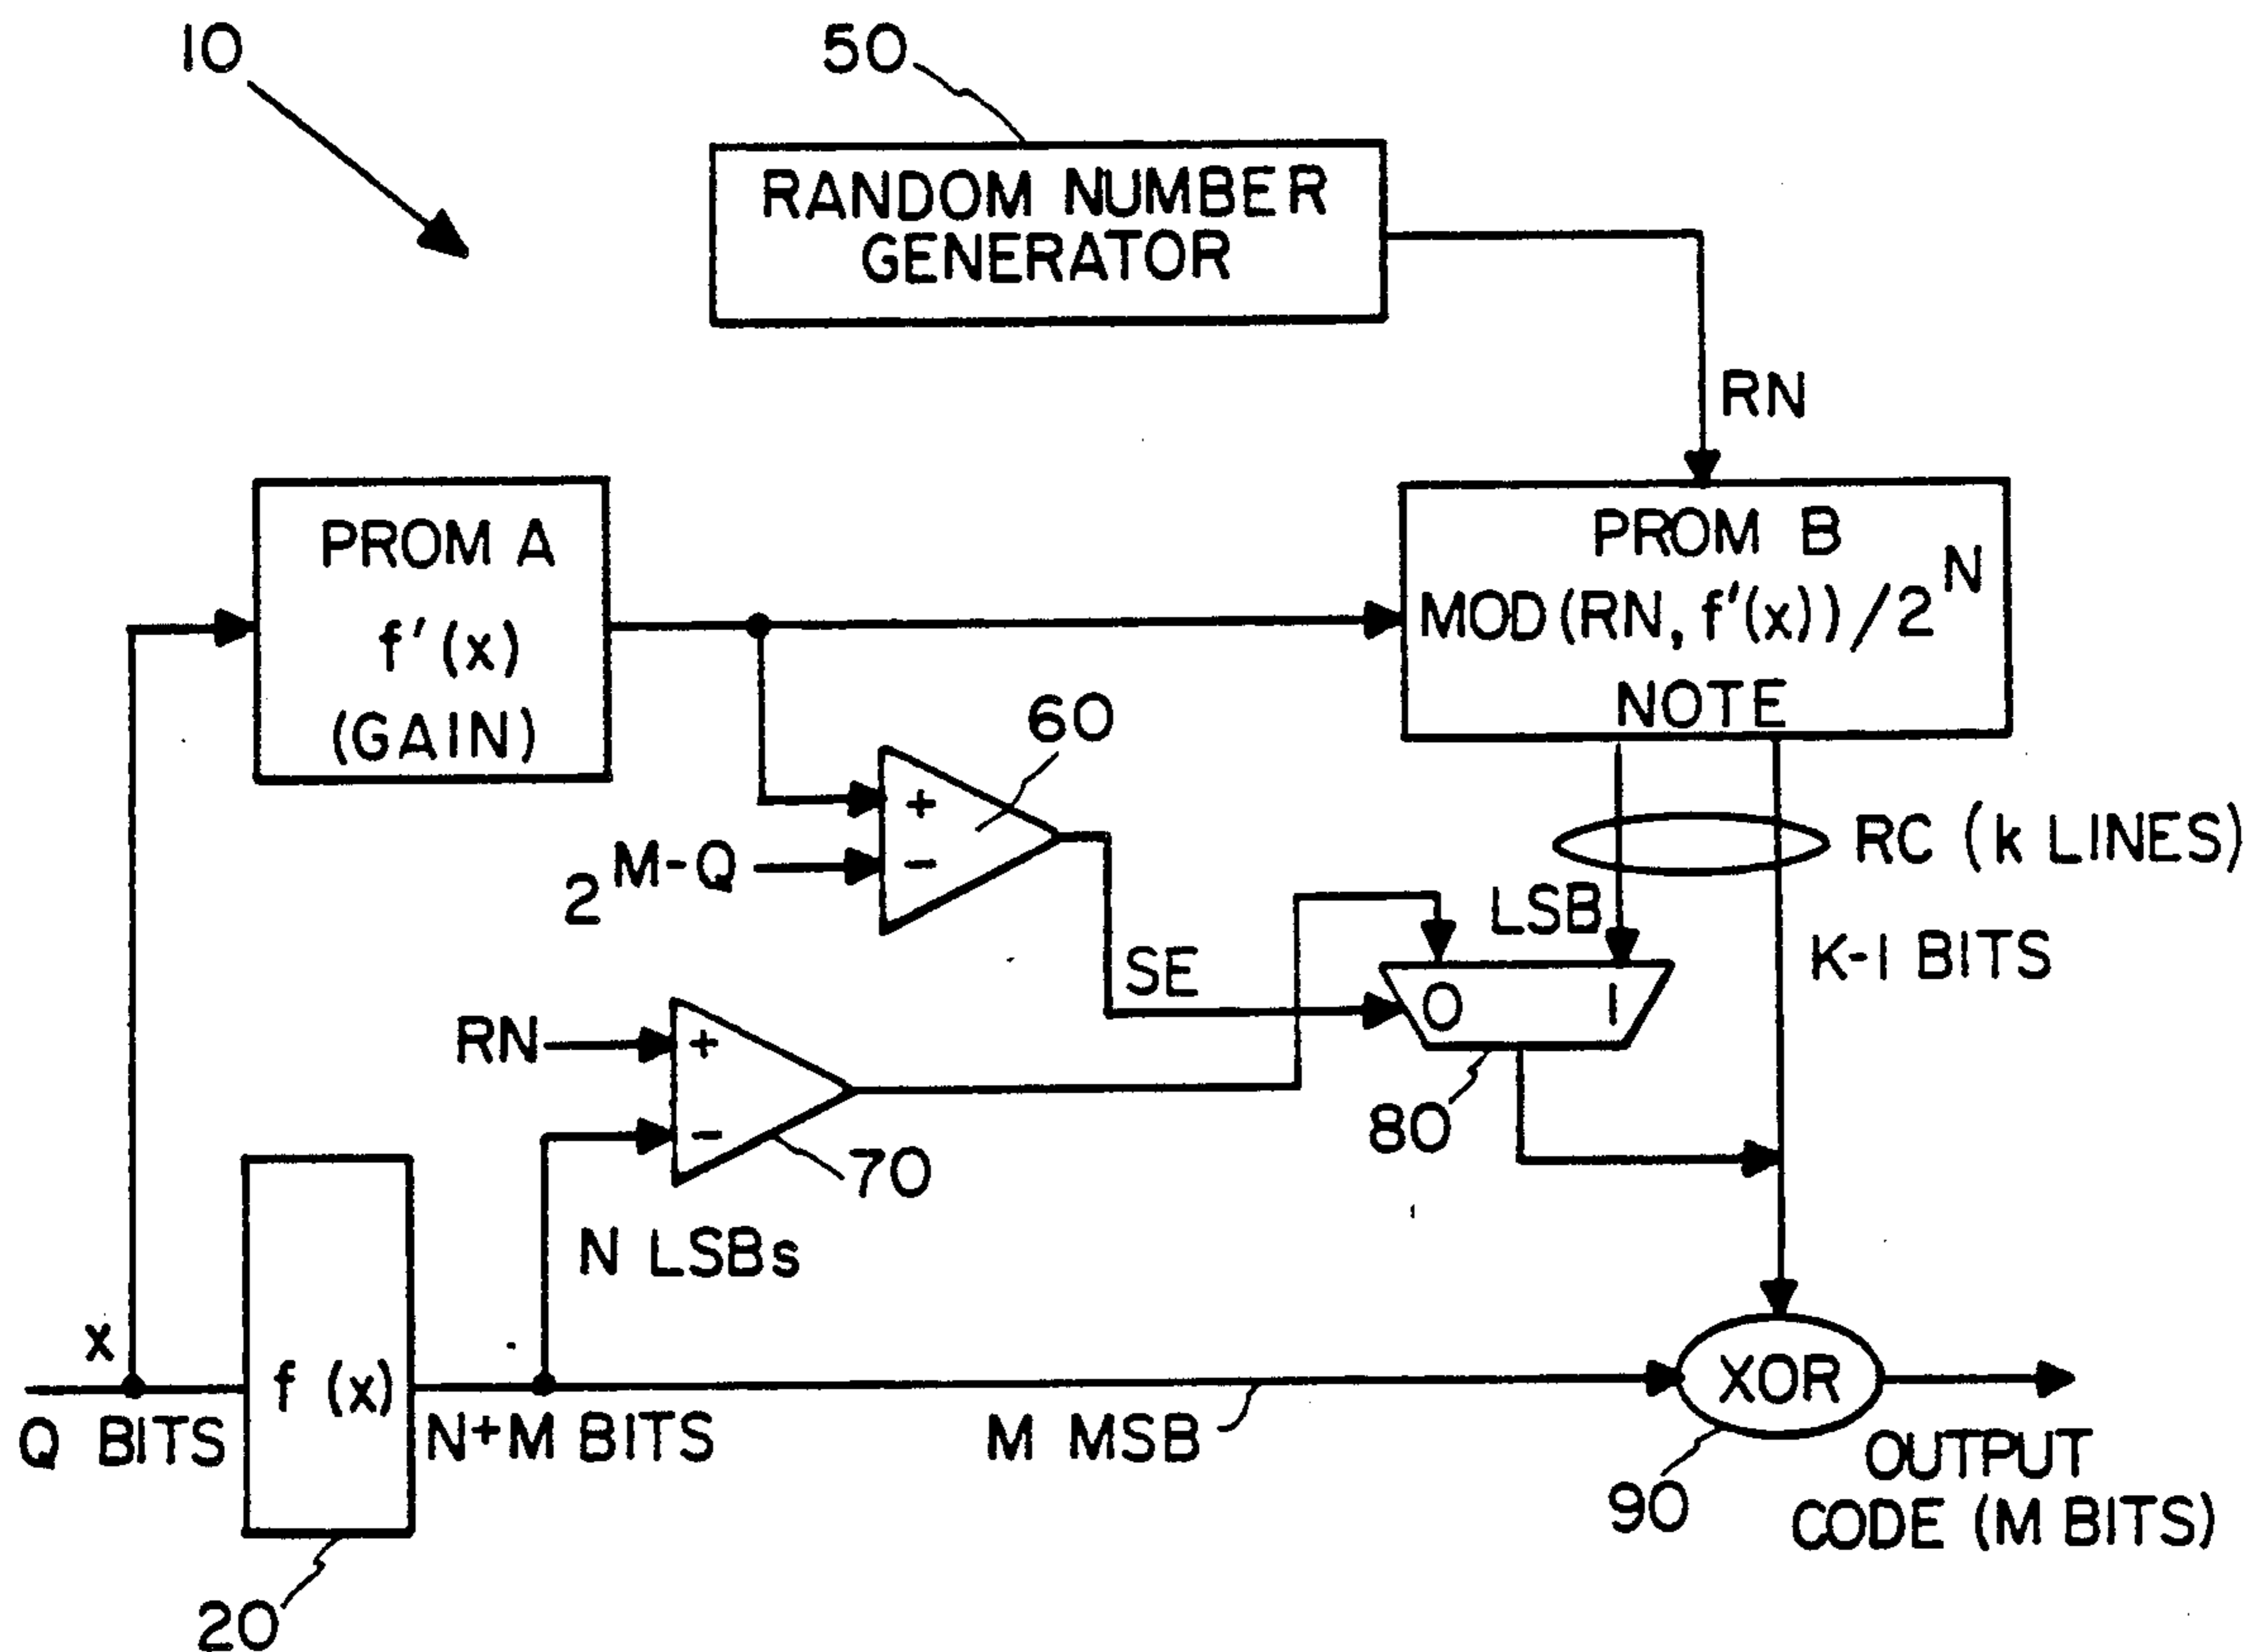 10
50
RANDOM NUMBER
GENERATOR
RN
PROM A
f'(x)
(GAIN)
PROM B
MOD(RN, f'(x))/2^N
NOTE
60
+
-
2^M-Q
RC (k LINES)
LSB
K-1 BITS
SE
0 1
RN
+
-
80
70
N LSBs
x
f (x)
XOR
Q BITS
N+M BITS
M MSB
OUTPUT
CODE (M BITS)
90
20